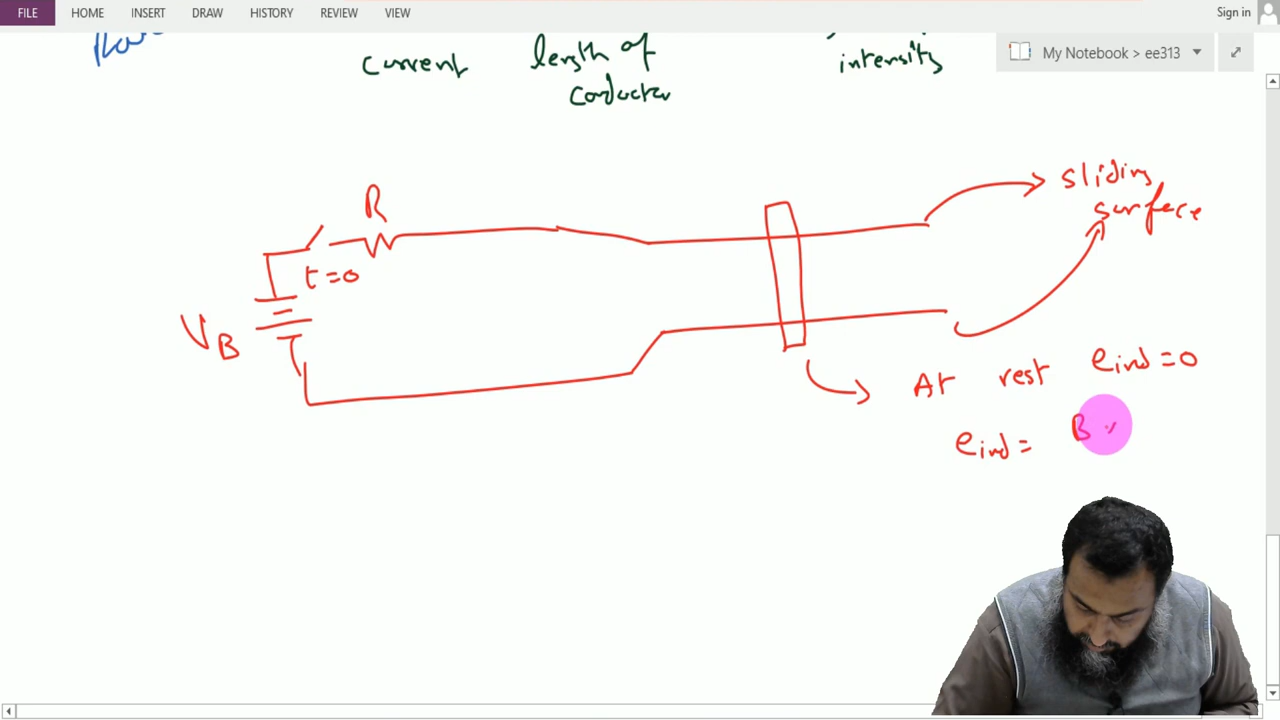 FILE HOME INSERT DRAW HISTORY REVIEW VIEW Sign in
My Notebook > ee313
current length of intensity
conductor
sliding
surface
R
t=0
VB
At rest eind=0
eind= B